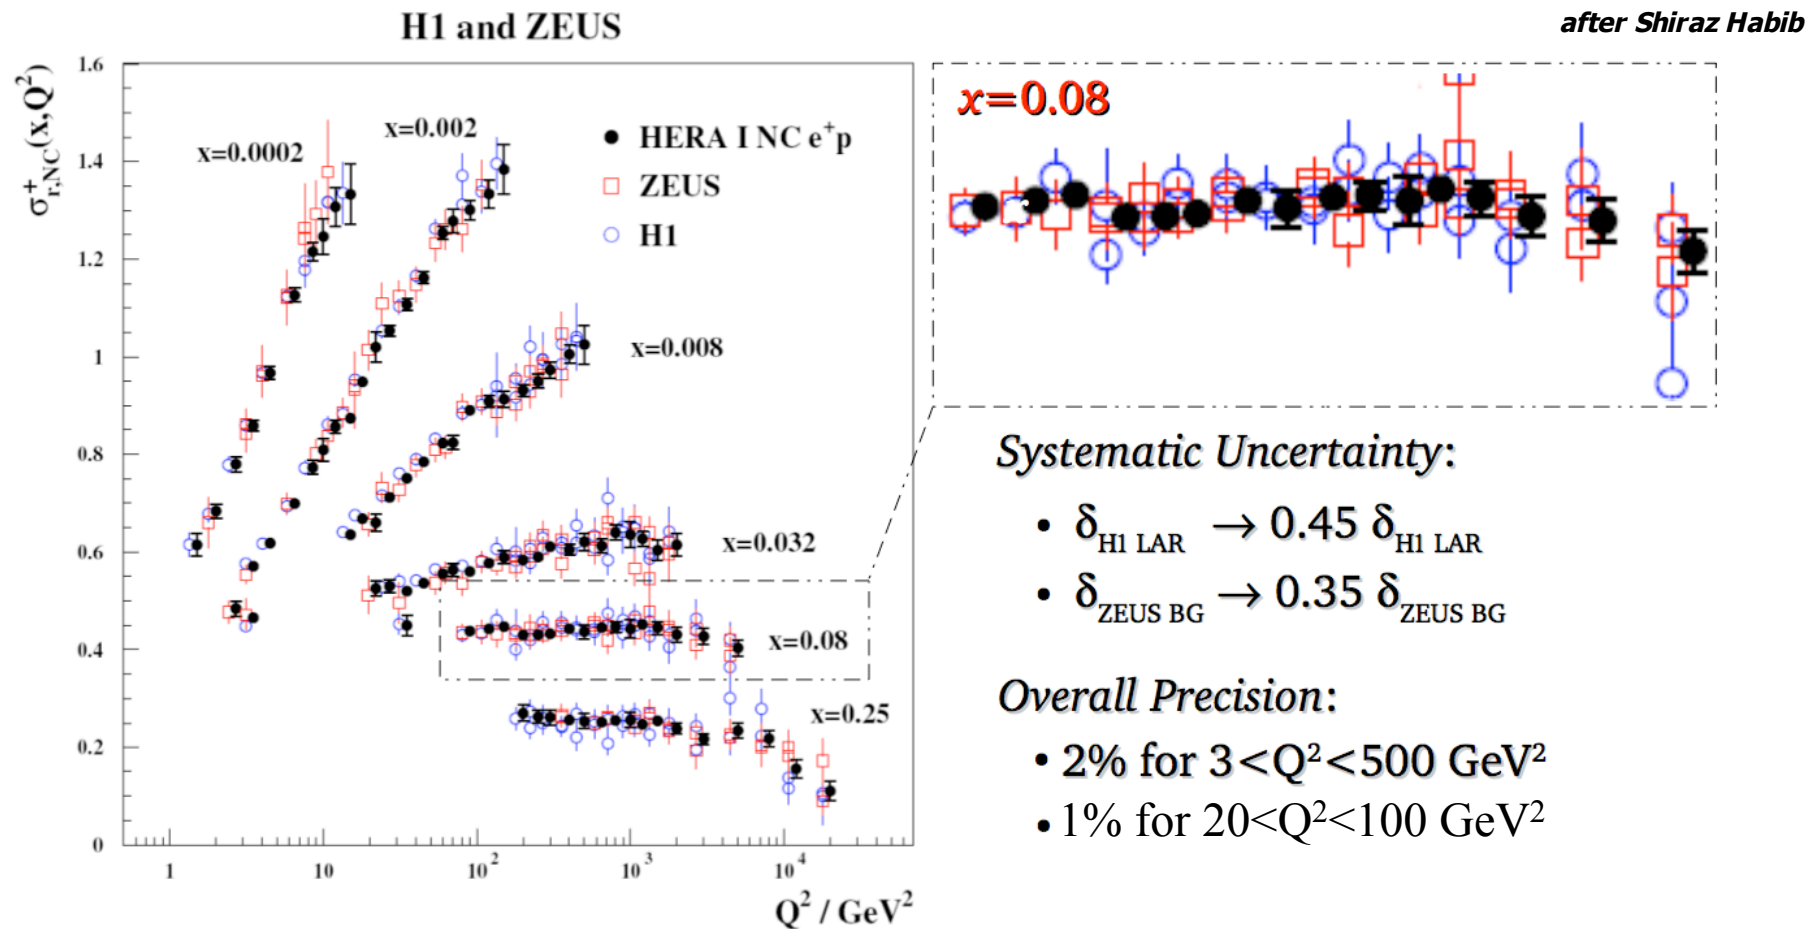 H1 and ZEUS
after Shiraz Habib
σ⁺r,NC(x,Q²)
1.6
1.4
1.2
1
0.8
0.6
0.4
0.2
0
x=0.0002
x=0.002
HERA I NC e⁺p
ZEUS
H1
x=0.008
x=0.032
x=0.08
x=0.25
1
10
10²
10³
10⁴
Q² / GeV²
x=0.08
Systematic Uncertainty:
• δH1 LAR → 0.45 δH1 LAR
• δZEUS BG → 0.35 δZEUS BG
Overall Precision:
• 2% for 3<Q²<500 GeV²
• 1% for 20<Q²<100 GeV²